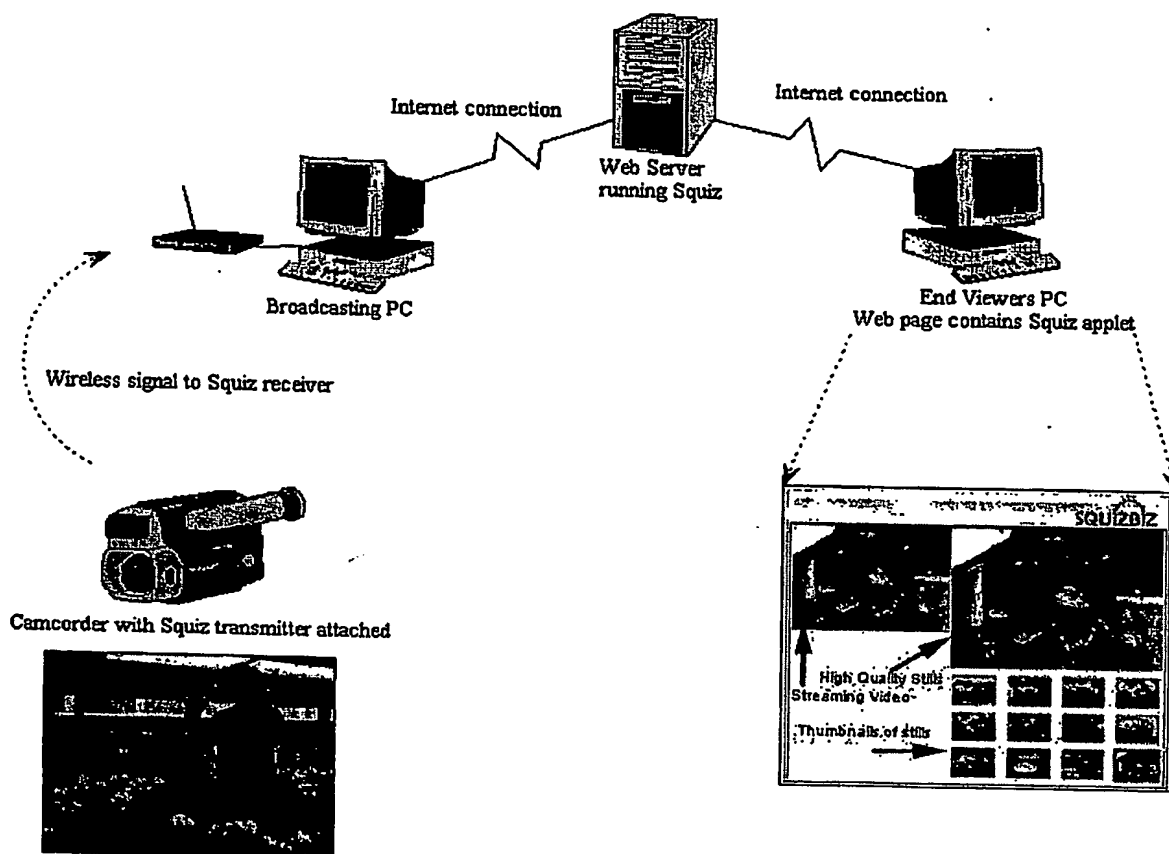 Internet connection
Internet connection
Web Server
running Squiz
Broadcasting PC
End Viewers PC
Web page contains Squiz applet
Wireless signal to Squiz receiver
SQUIZBIZ
Camcorder with Squiz transmitter attached
High Quality Stills
Streaming Video
Thumbnails of stills